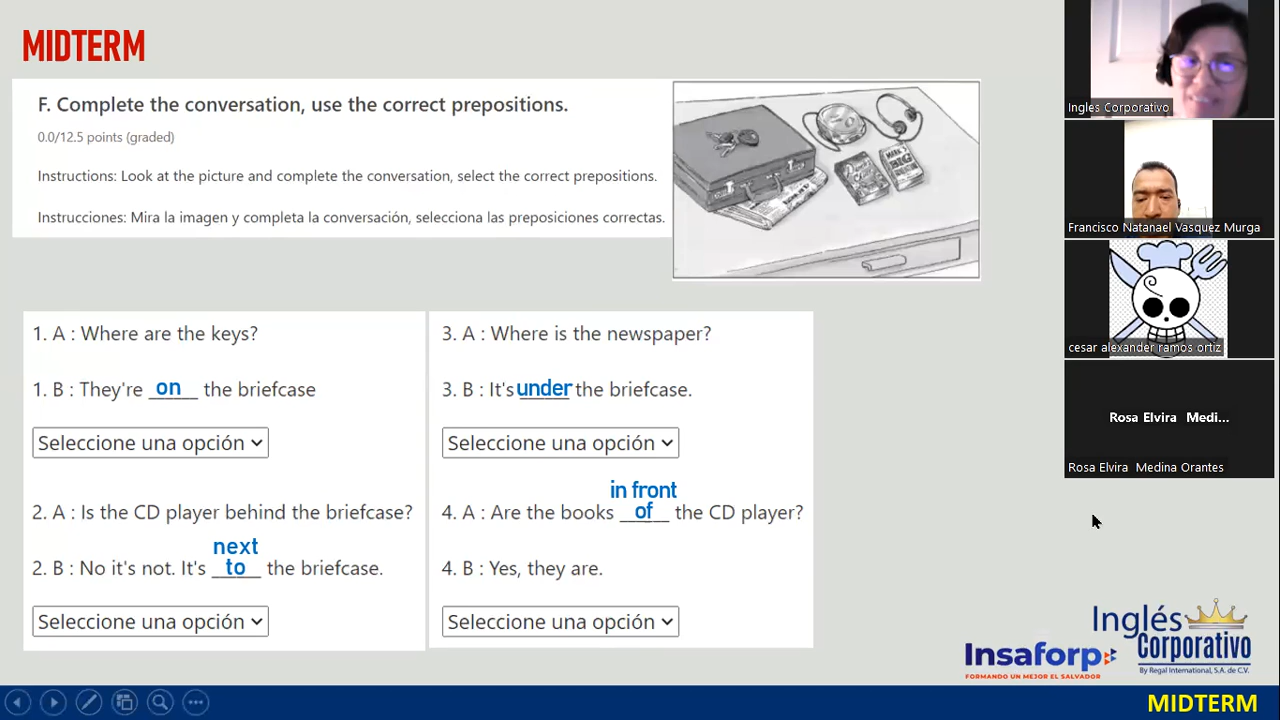 MIDTERM
F. Complete the conversation, use the correct prepositions.
0.0/12.5 points (graded)
Instructions: Look at the picture and complete the conversation, select the correct prepositions.
Instrucciones: Mira la imagen y completa la conversación, selecciona las preposiciones correctas.
1. A : Where are the keys?
1. B : They're on the briefcase
Seleccione una opción
2. A : Is the CD player behind the briefcase?
2. B : No it's not. It's next to the briefcase.
Seleccione una opción
3. A : Where is the newspaper?
3. B : It's under the briefcase.
Seleccione una opción
4. A : Are the books in front of the CD player?
4. B : Yes, they are.
Seleccione una opción
Ingles Corporativo
Francisco Natanael Vasquez Murga
cesar alexander ramos ortiz
Rosa Elvira Medi...
Rosa Elvira Medina Orantes
Insaforp
FORMANDO UN MEJOR EL SALVADOR
Inglés
Corporativo
By Regal International, S.A. de C.V.
MIDTERM